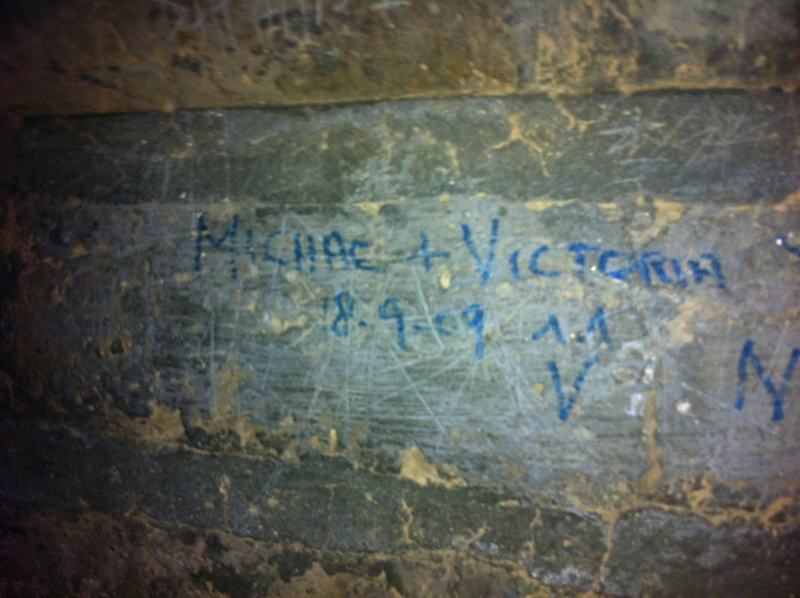 MICHAE + VICTORIA
18.9.09
V N